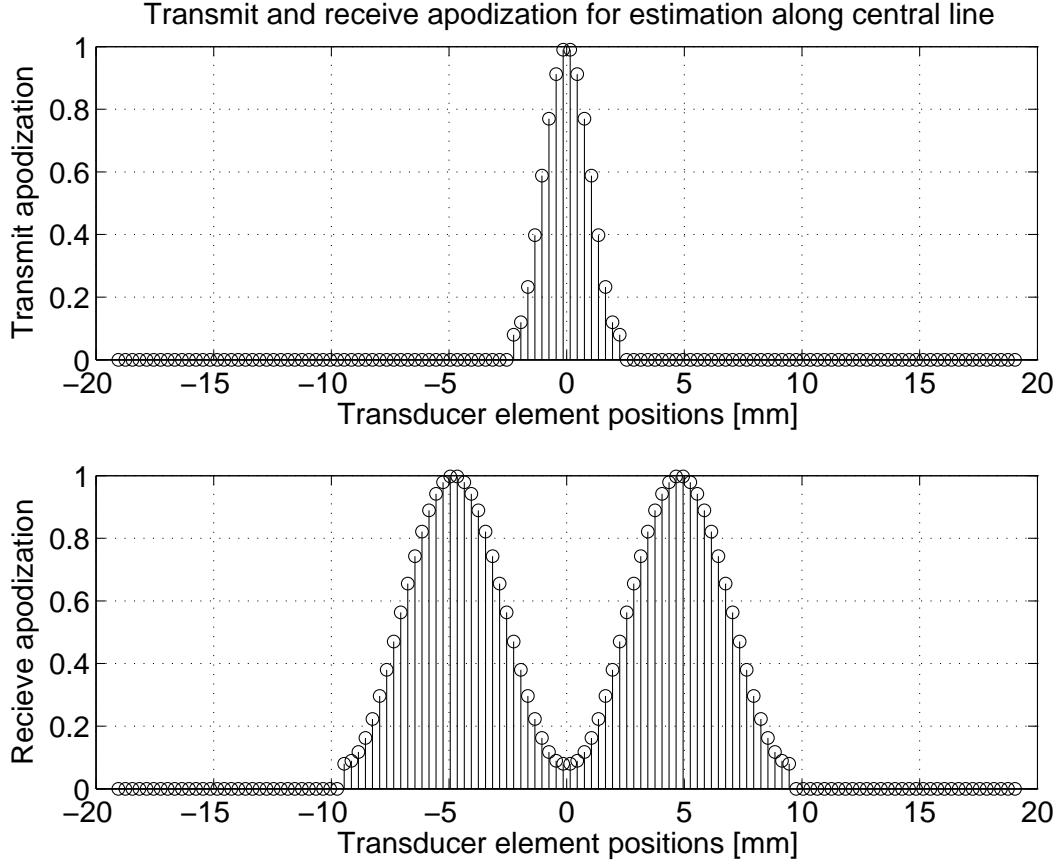 Transmit and receive apodization for estimation along central line
Transmit apodization
1
0.8
0.6
0.4
0.2
0
−20 −15 −10 −5 0 5 10 15 20
Transducer element positions [mm]
Recieve apodization
1
0.8
0.6
0.4
0.2
0
−20 −15 −10 −5 0 5 10 15 20
Transducer element positions [mm]